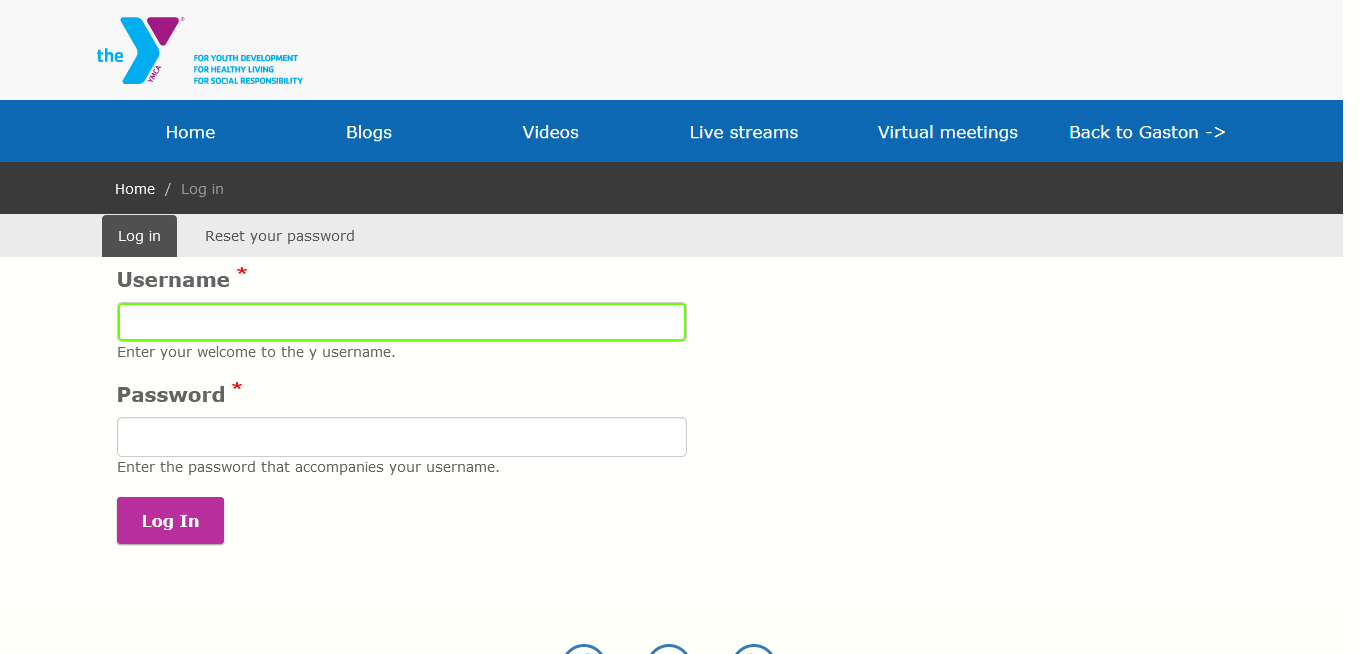 the
YMCA
®
FOR YOUTH DEVELOPMENT
FOR HEALTHY LIVING
FOR SOCIAL RESPONSIBILITY
Home Blogs Videos Live streams Virtual meetings Back to Gaston ->
Home / Log in
Log in Reset your password
Username *
Enter your welcome to the y username.
Password *
Enter the password that accompanies your username.
Log In